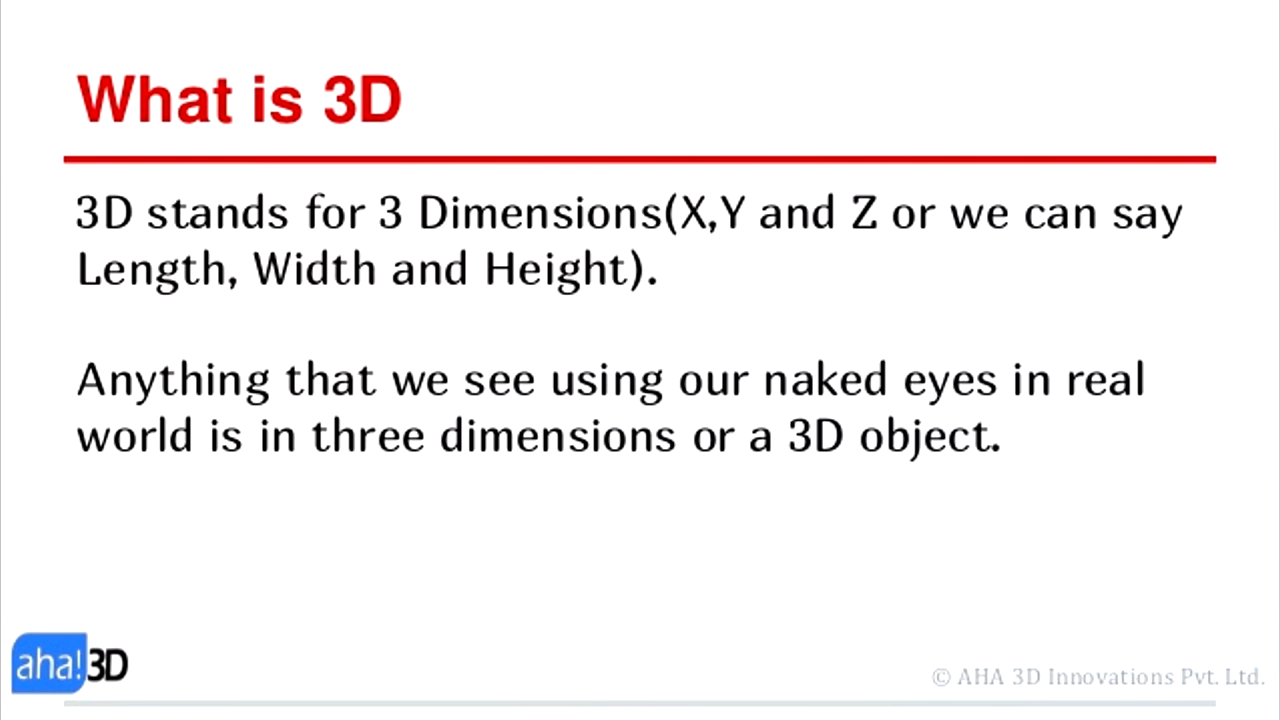 What is 3D
3D stands for 3 Dimensions(X,Y and Z or we can say
Length, Width and Height).
Anything that we see using our naked eyes in real
world is in three dimensions or a 3D object.
aha!3D
© AHA 3D Innovations Pvt. Ltd.